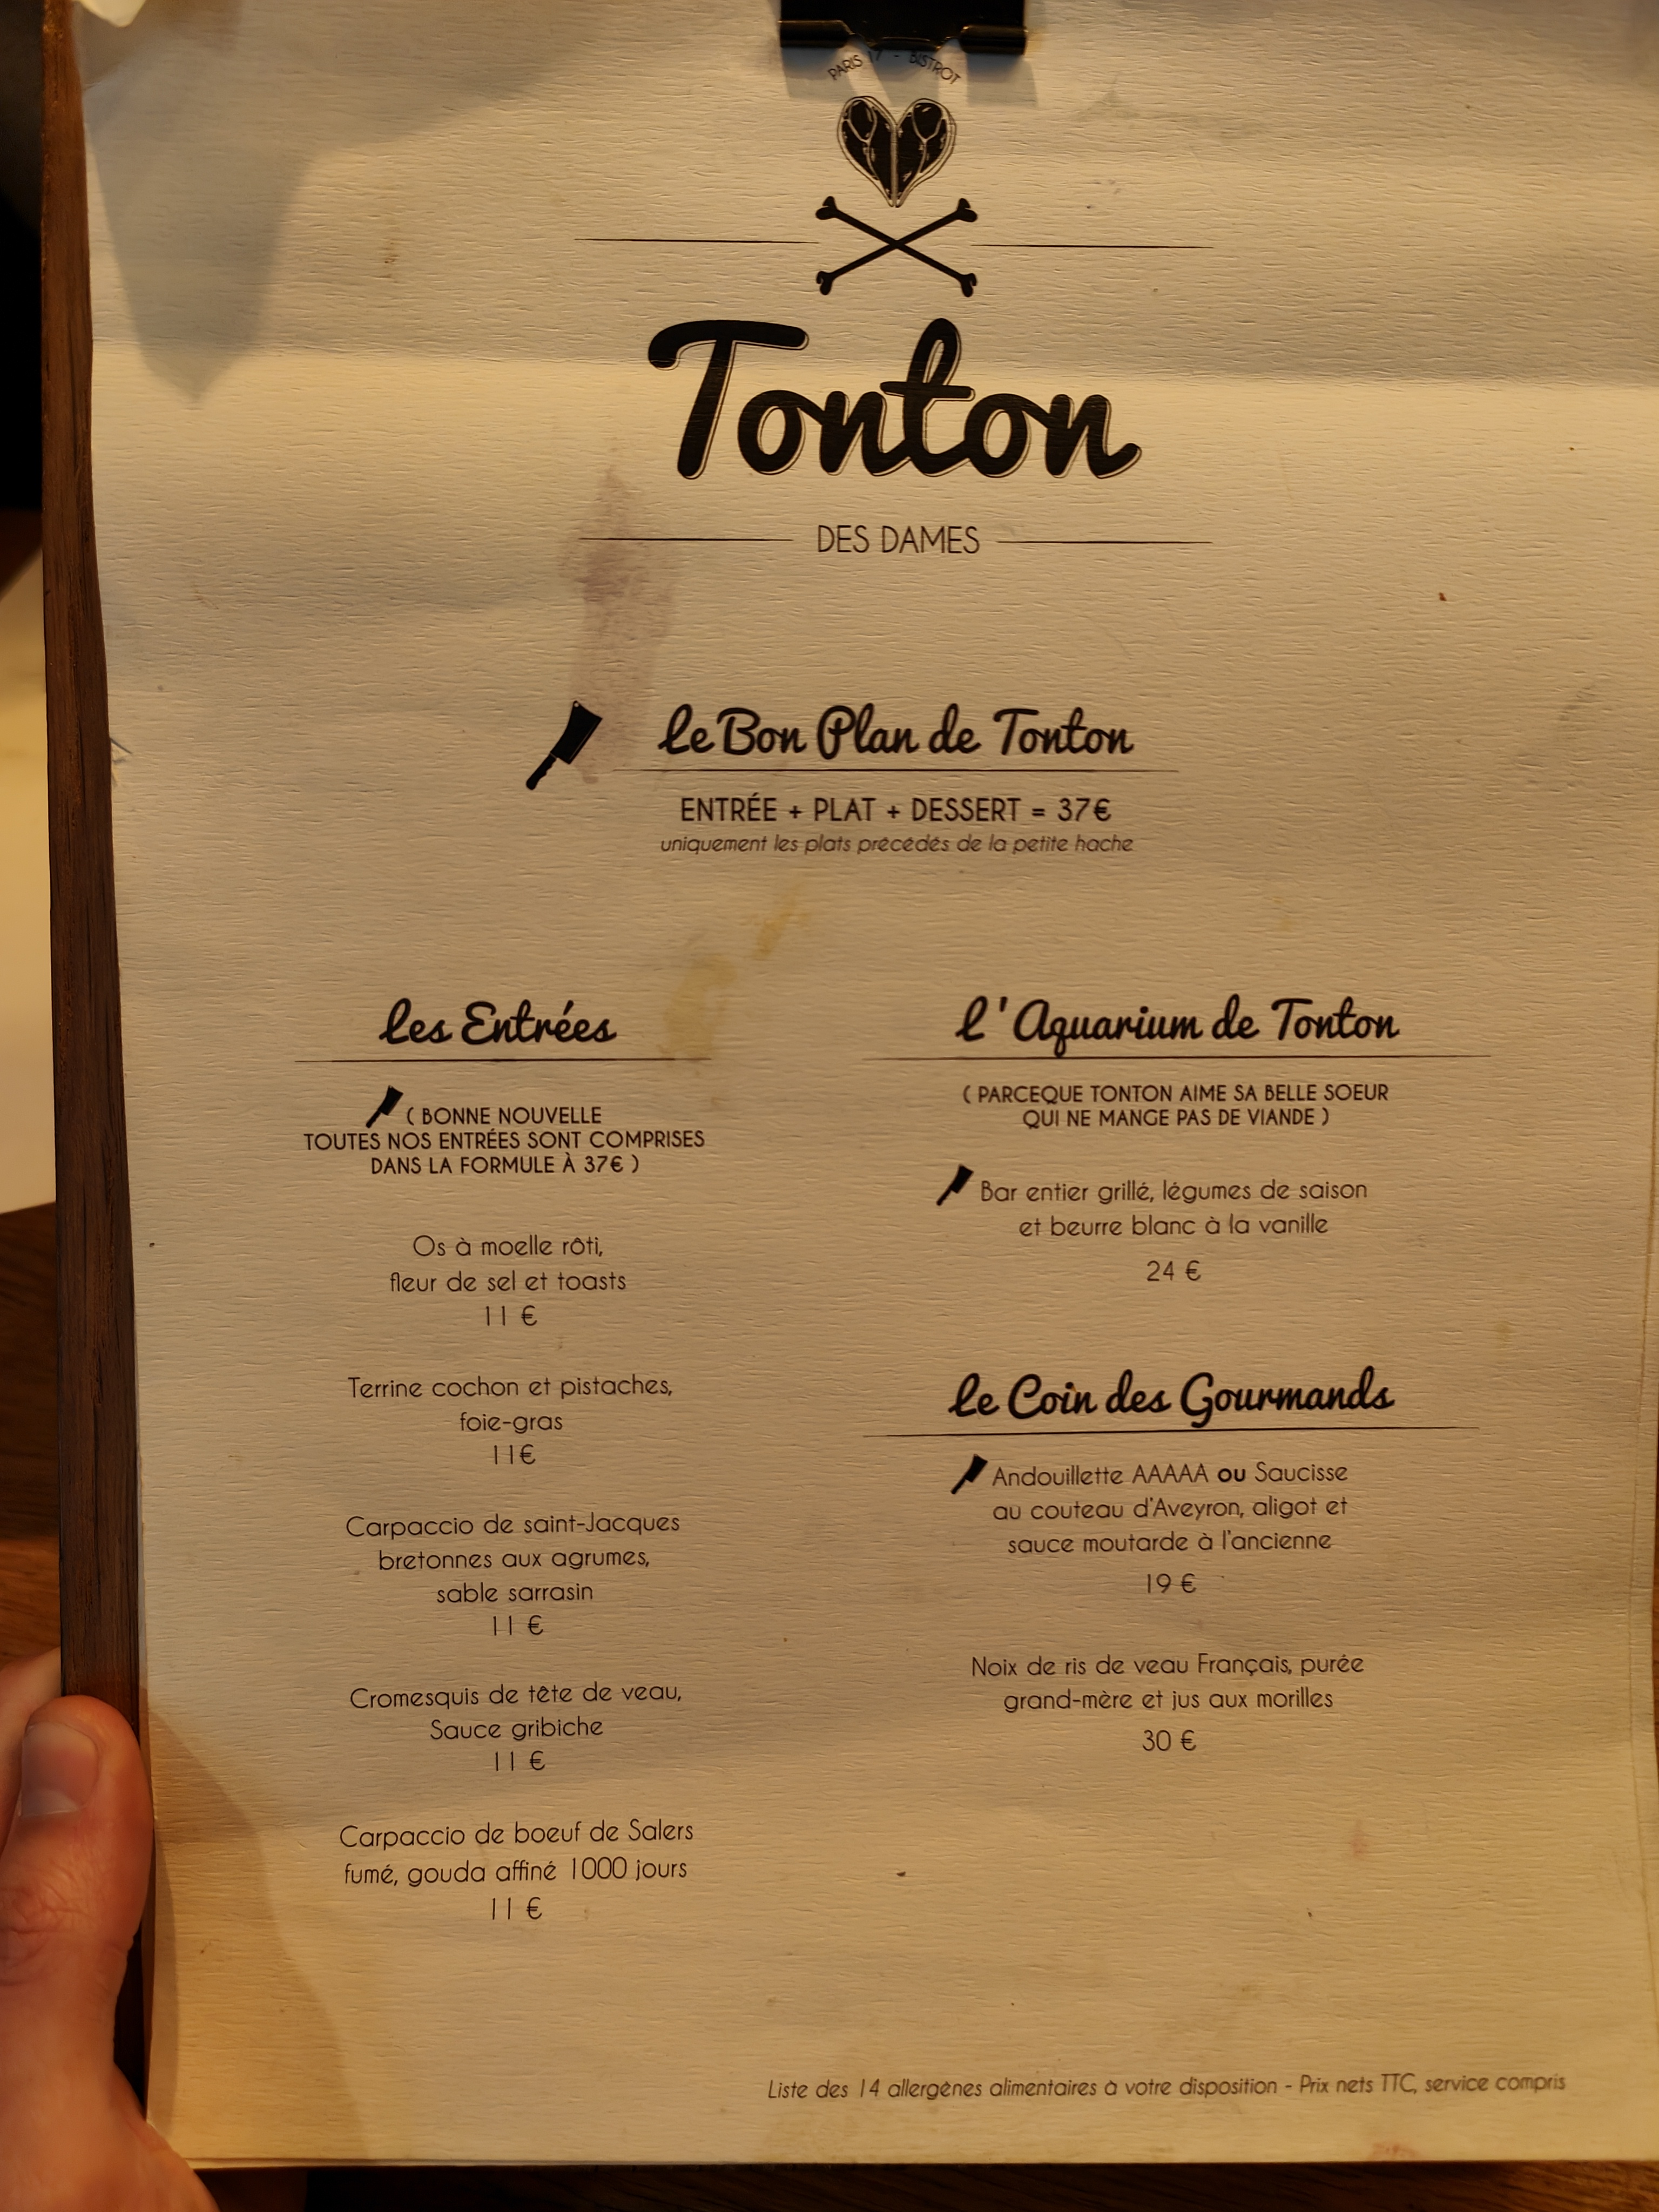 PARIS 17 - BISTROT
Tonton
DES DAMES
le Bon Plan de Tonton
ENTRÉE + PLAT + DESSERT = 37€
uniquement les plats précédés de la petite hache
les Entrées
( BONNE NOUVELLE
TOUTES NOS ENTRÉES SONT COMPRISES
DANS LA FORMULE À 37€ )
Os à moelle rôti,
fleur de sel et toasts
11 €
Terrine cochon et pistaches,
foie-gras
11€
Carpaccio de saint-Jacques
bretonnes aux agrumes,
sable sarrasin
11 €
Cromesquis de tête de veau,
Sauce gribiche
11 €
Carpaccio de boeuf de Salers
fumé, gouda affiné 1000 jours
11 €
l'Aquarium de Tonton
( PARCEQUE TONTON AIME SA BELLE SOEUR
QUI NE MANGE PAS DE VIANDE )
Bar entier grillé, légumes de saison
et beurre blanc à la vanille
24 €
le Coin des Gourmands
Andouillette AAAAA ou Saucisse
au couteau d'Aveyron, aligot et
sauce moutarde à l'ancienne
19 €
Noix de ris de veau Français, purée
grand-mère et jus aux morilles
30 €
Liste des 14 allergènes alimentaires à votre disposition - Prix nets TTC, service compris